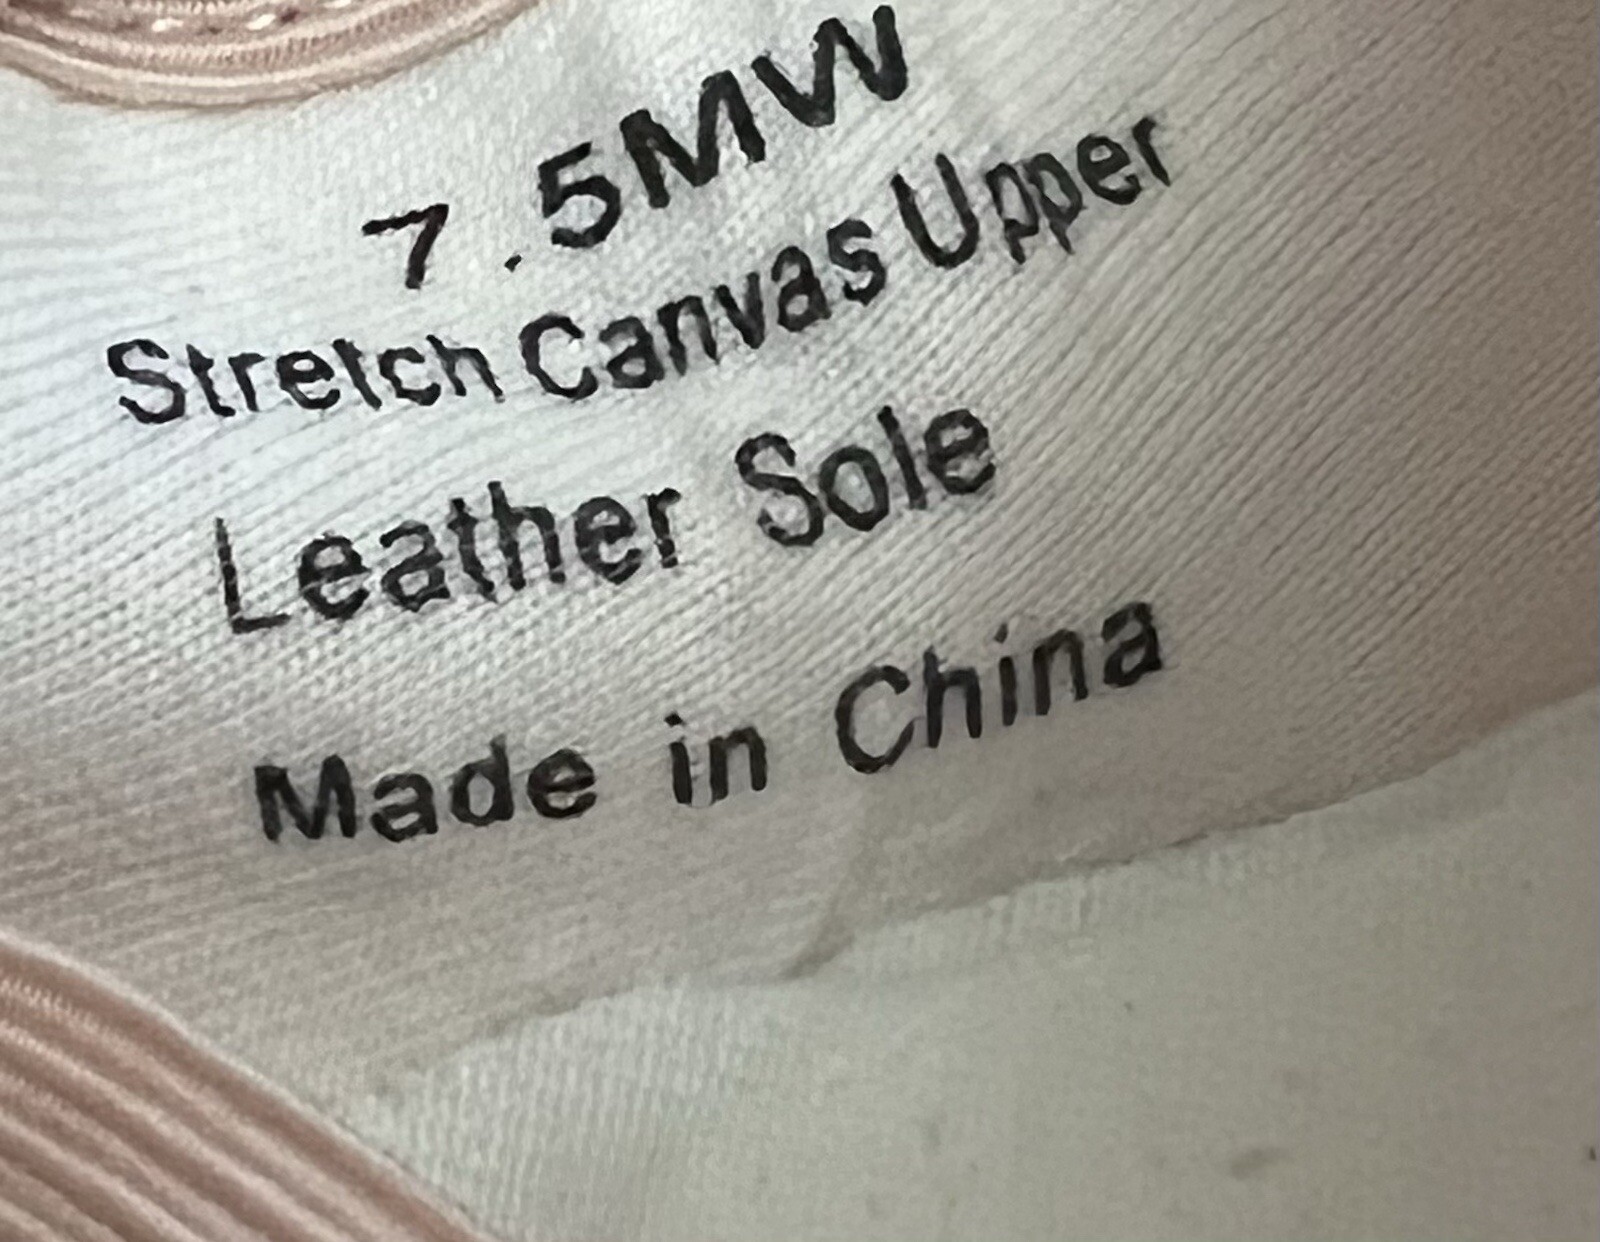 7.5MW
Stretch Canvas Upper
Leather Sole
Made in China